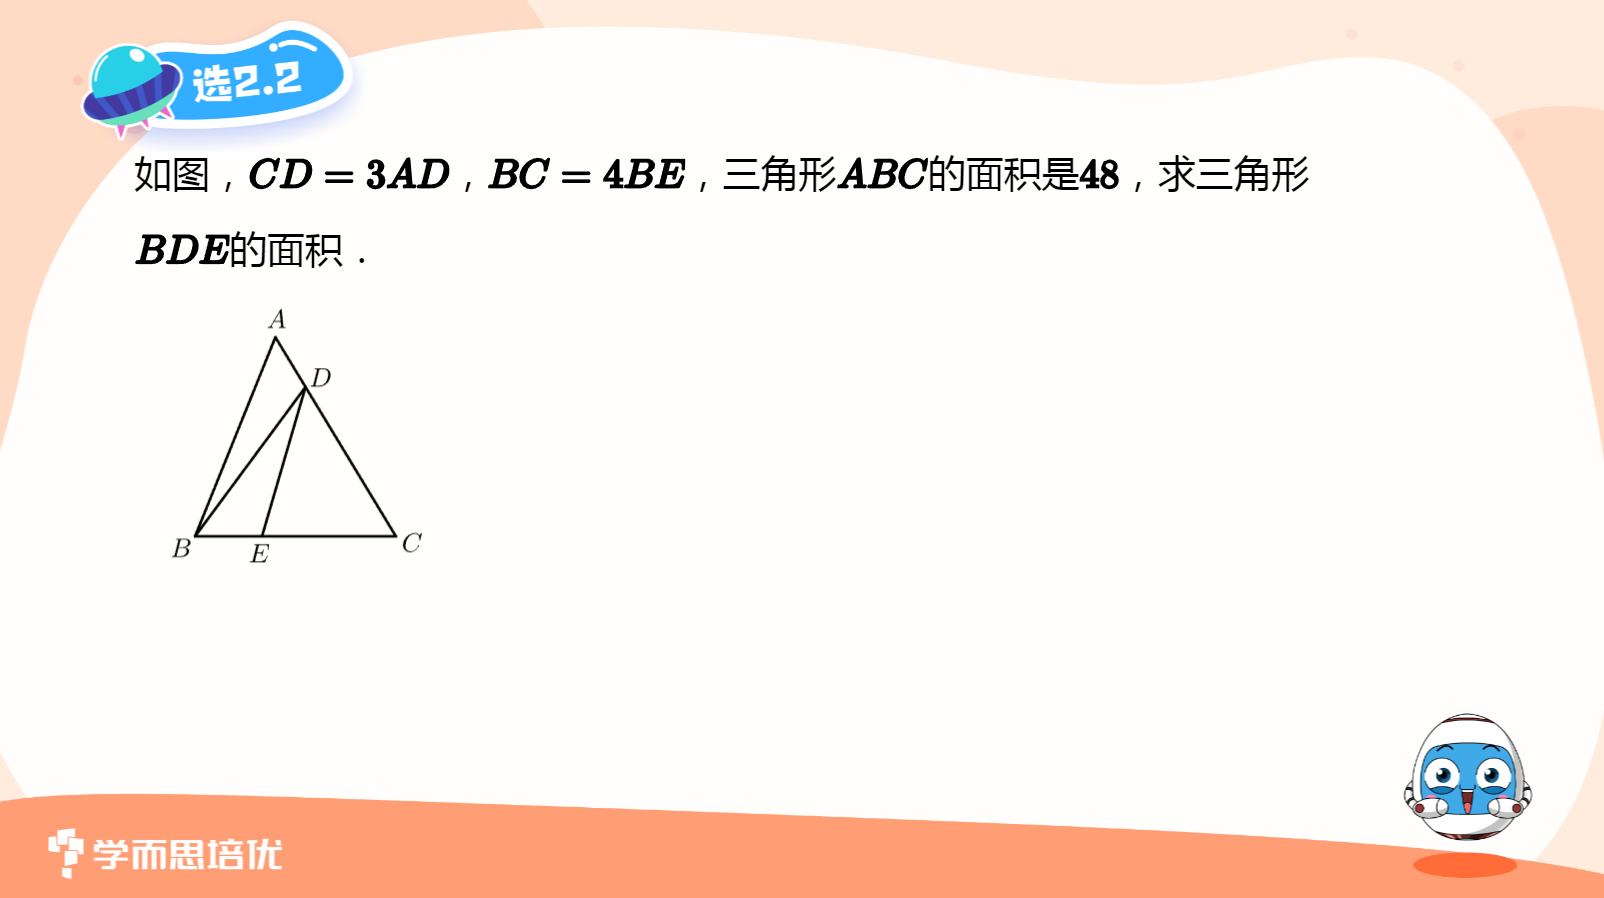 选2.2
如图，CD = 3AD，BC = 4BE，三角形ABC的面积是48，求三角形
BDE的面积．
A
D
B
E
C
学而思培优